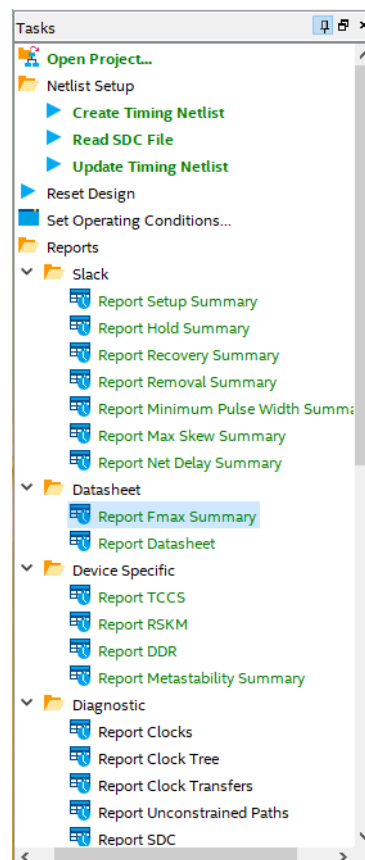 Tasks
Open Project...
Netlist Setup
Create Timing Netlist
Read SDC File
Update Timing Netlist
Reset Design
Set Operating Conditions...
Reports
Slack
Report Setup Summary
Report Hold Summary
Report Recovery Summary
Report Removal Summary
Report Minimum Pulse Width Summa
Report Max Skew Summary
Report Net Delay Summary
Datasheet
Report Fmax Summary
Report Datasheet
Device Specific
Report TCCS
Report RSKM
Report DDR
Report Metastability Summary
Diagnostic
Report Clocks
Report Clock Tree
Report Clock Transfers
Report Unconstrained Paths
Report SDC